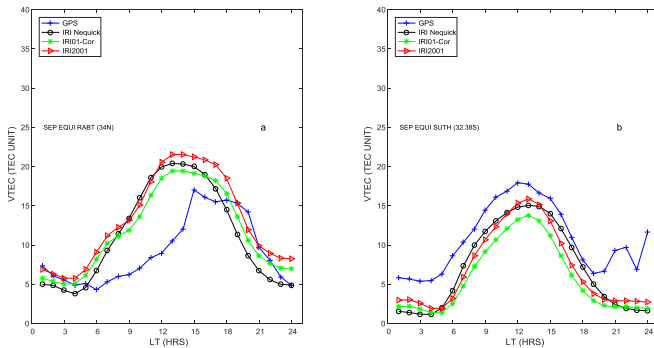 40
35
30
25
20
15
10
5
0
VTEC (TEC UNIT)
GPS
IRI Nequick
IRI01-Cor
IRI2001
SEP EQUI RABT (34N)
a
0 3 6 9 12 15 18 21 24
LT (HRS)
40
35
30
25
20
15
10
5
0
VTEC (TEC UNIT)
GPS
IRI Nequick
IRI01-Cor
IRI2001
SEP EQUI SUTH (32.38S)
b
0 3 6 9 12 15 18 21 24
LT (HRS)